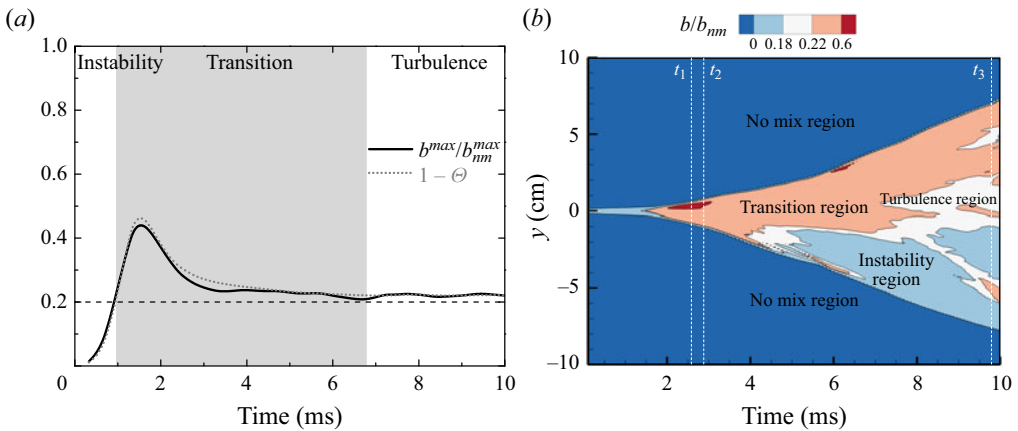 (a)
1.0
0.8
0.6
0.4
0.2
0
2
4
6
8
10
Time (ms)
Instability
Transition
Turbulence
b^max/b_nm^max
1 – Θ
(b)
b/b_nm
0
0.18
0.22
0.6
t_1
t_2
t_3
10
5
0
–5
–10
y (cm)
2
4
6
8
10
Time (ms)
No mix region
Transition region
Turbulence region
Instability
region
No mix region